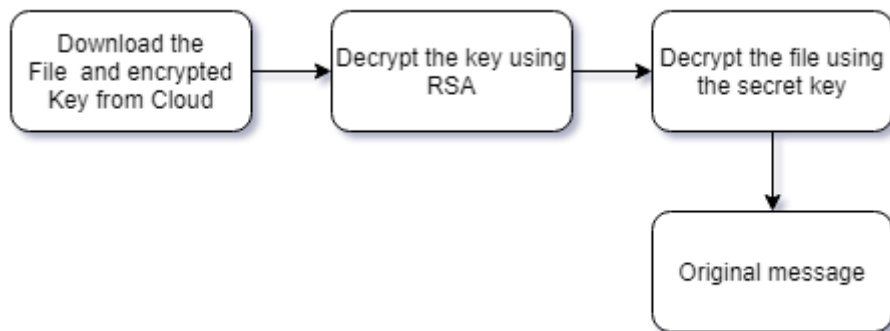 Download the
File and encrypted
Key from Cloud
Decrypt the key using
RSA
Decrypt the file using
the secret key
Original message